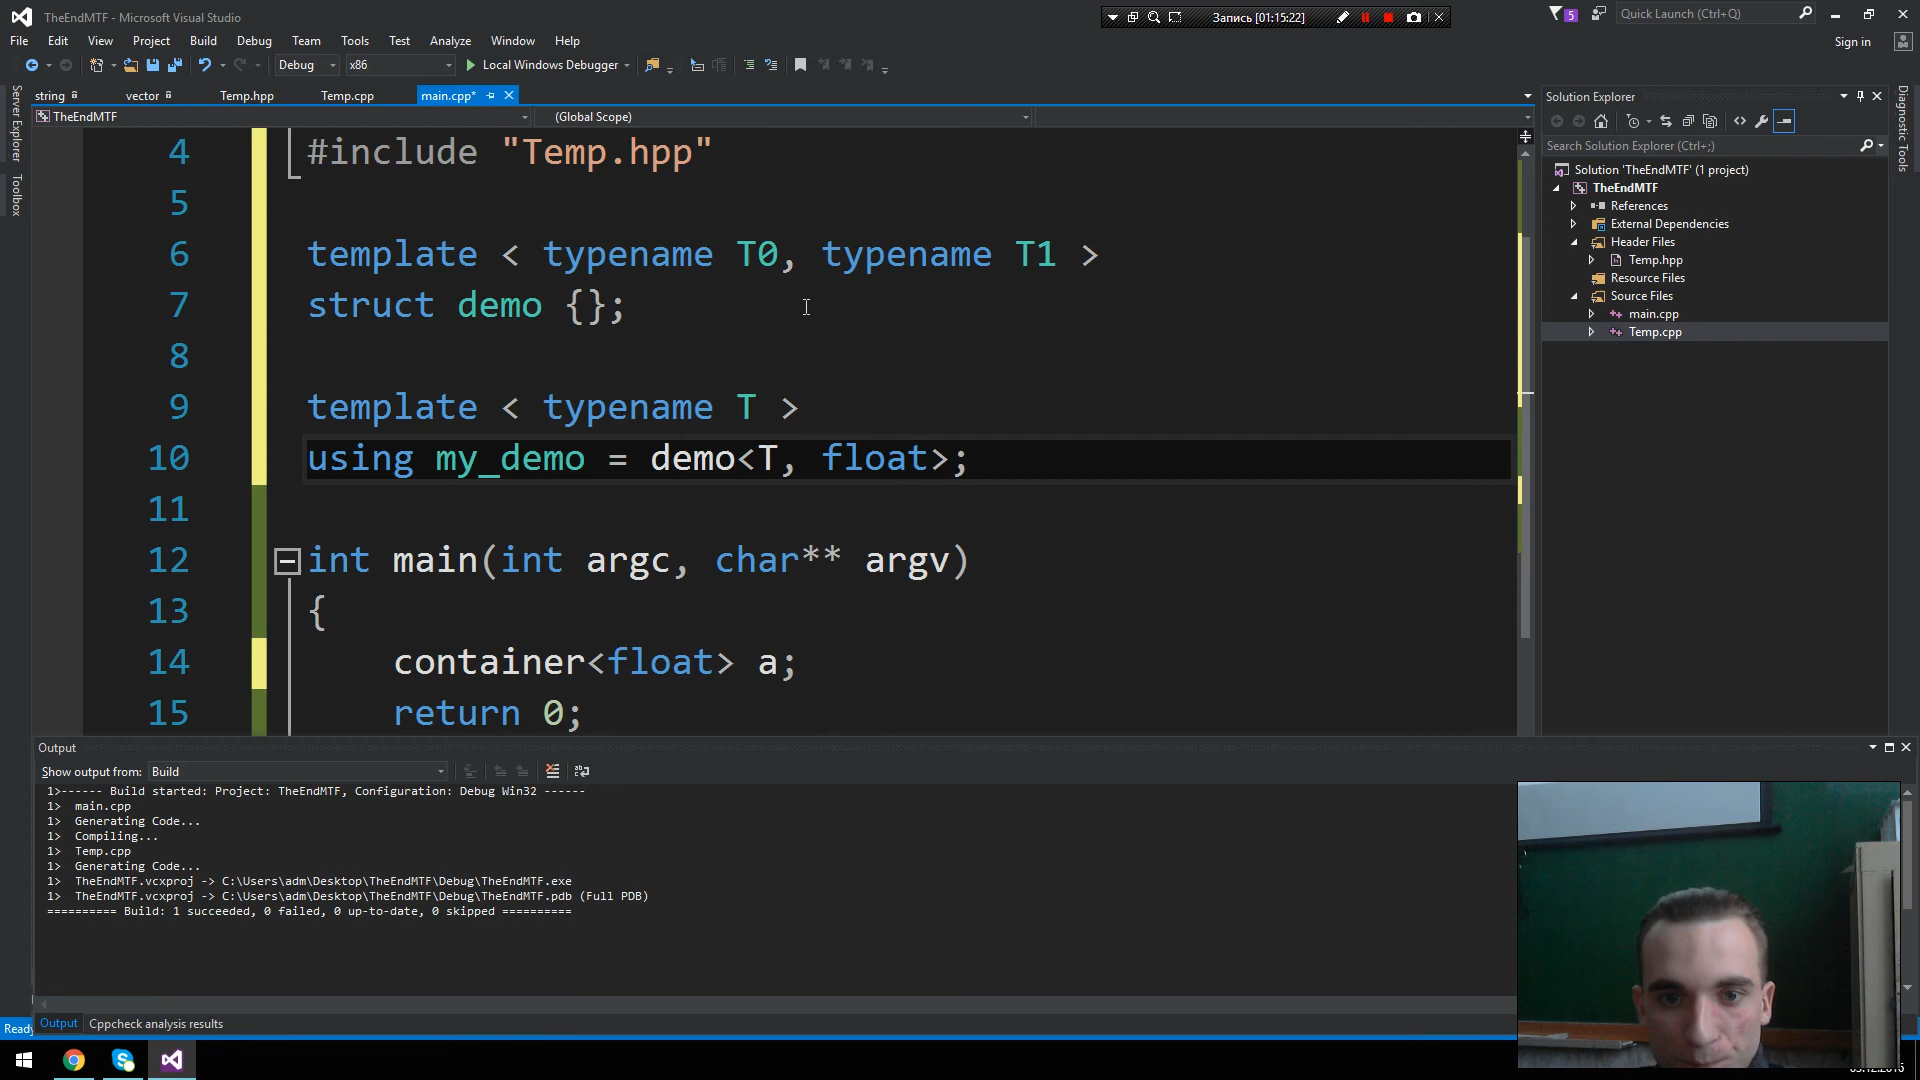 TheEndMTF - Microsoft Visual Studio
Запись [01:15:22]
5
Quick Launch (Ctrl+Q)
File Edit View Project Build Debug Team Tools Test Analyze Window Help
Sign in
Debug x86 Local Windows Debugger
Server Explorer
Toolbox
string vector Temp.hpp Temp.cpp main.cpp*
TheEndMTF (Global Scope)
4 #include "Temp.hpp"
5
6 template < typename T0, typename T1 >
7 struct demo {};
8
9 template < typename T >
10 using my_demo = demo<T, float>;
11
12 int main(int argc, char** argv)
13 {
14 container<float> a;
15 return 0;
Solution Explorer
Search Solution Explorer (Ctrl+;)
Solution 'TheEndMTF' (1 project)
TheEndMTF
References
External Dependencies
Header Files
Temp.hpp
Resource Files
Source Files
main.cpp
Temp.cpp
Diagnostic Tools
Output
Show output from: Build
1>------ Build started: Project: TheEndMTF, Configuration: Debug Win32 ------
1> main.cpp
1> Generating Code...
1> Compiling...
1> Temp.cpp
1> Generating Code...
1> TheEndMTF.vcxproj -> C:\Users\adm\Desktop\TheEndMTF\Debug\TheEndMTF.exe
1> TheEndMTF.vcxproj -> C:\Users\adm\Desktop\TheEndMTF\Debug\TheEndMTF.pdb (Full PDB)
========== Build: 1 succeeded, 0 failed, 0 up-to-date, 0 skipped ==========
Output Cppcheck analysis results
Ready